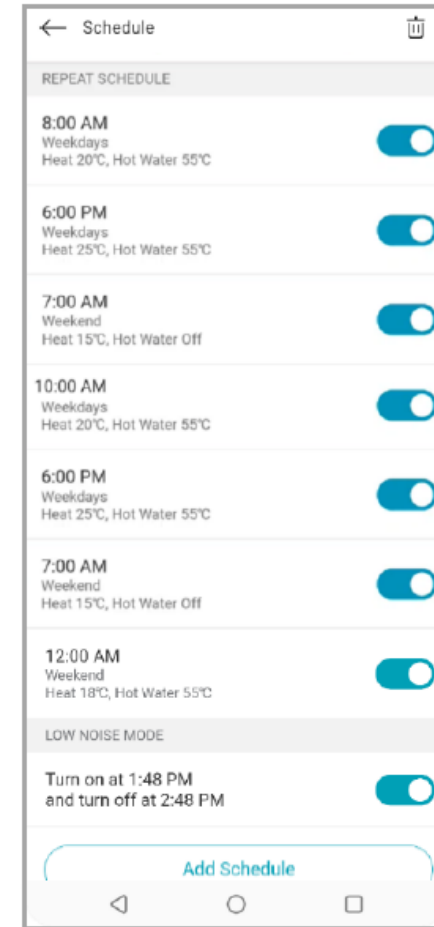 Schedule
REPEAT SCHEDULE
8:00 AM
Weekdays
Heat 20℃, Hot Water 55℃
6:00 PM
Weekdays
Heat 25℃, Hot Water 55℃
7:00 AM
Weekend
Heat 15℃, Hot Water Off
10:00 AM
Weekdays
Heat 20℃, Hot Water 55℃
6:00 PM
Weekdays
Heat 25℃, Hot Water 55℃
7:00 AM
Weekend
Heat 15℃, Hot Water Off
12:00 AM
Weekend
Heat 18℃, Hot Water 55℃
LOW NOISE MODE
Turn on at 1:48 PM
and turn off at 2:48 PM
Add Schedule